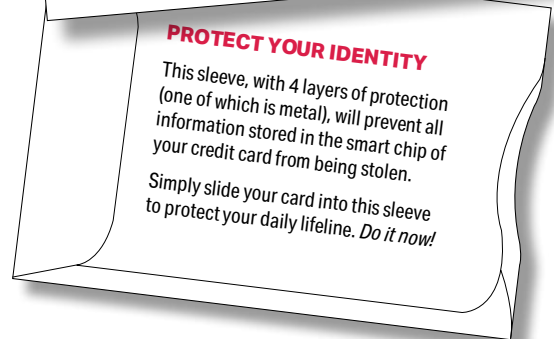 PROTECT YOUR IDENTITY
This sleeve, with 4 layers of protection
(one of which is metal), will prevent all
information stored in the smart chip of
your credit card from being stolen.
Simply slide your card into this sleeve
to protect your daily lifeline. Do it now!